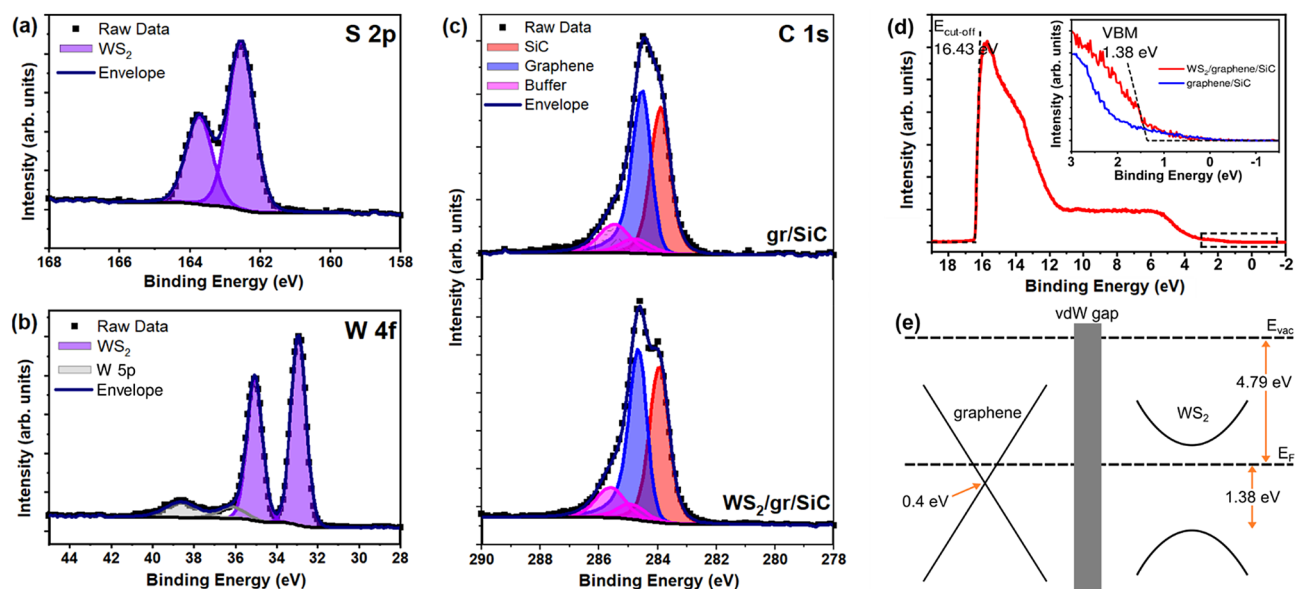 (a)
Raw Data
WS₂
Envelope
S 2p
Intensity (arb. units)
168 166 164 162 160 158
Binding Energy (eV)
(b)
Raw Data
WS₂
W 5p
Envelope
W 4f
Intensity (arb. units)
45 40 38 36 34 32 30 28
Binding Energy (eV)
(c)
Raw Data
SiC
Graphene
Buffer
Envelope
C 1s
gr/SiC
WS₂/gr/SiC
Intensity (arb. units)
290 288 286 284 282 280 278
Binding Energy (eV)
(d)
E cut-off
16.43 eV
Intensity (arb. units)
18 16 14 12 10 8 6 4 2 0 -2
Binding Energy (eV)
VBM
1.38 eV
WS₂/graphene/SiC
graphene/SiC
Intensity (arb. units)
3 2 1 0 -1
Binding Energy (eV)
(e)
vdW gap
E vac
4.79 eV
graphene
WS₂
E F
0.4 eV
1.38 eV